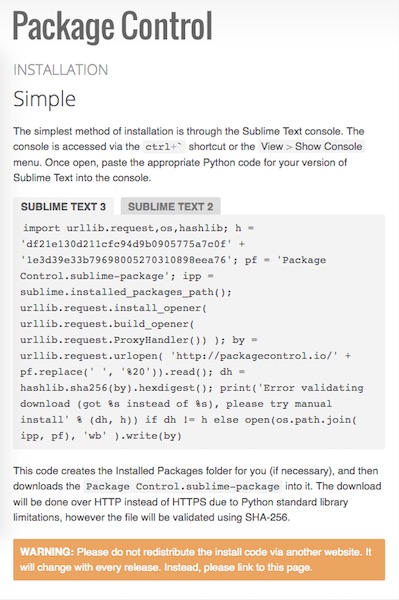 Package Control
INSTALLATION
Simple
The simplest method of installation is through the Sublime Text console. The
console is accessed via the ctrl+` shortcut or the View > Show Console
menu. Once open, paste the appropriate Python code for your version of
Sublime Text into the console.
SUBLIME TEXT 3 SUBLIME TEXT 2
import urllib.request,os,hashlib; h =
'df21e130d211cfc94d9b0905775a7c0f' +
'1e3d39e33b79698005270310898eea76'; pf = 'Package
Control.sublime-package'; ipp =
sublime.installed_packages_path();
urllib.request.install_opener(
urllib.request.build_opener(
urllib.request.ProxyHandler()) ); by =
urllib.request.urlopen( 'http://packagecontrol.io/' +
pf.replace(' ', '%20')).read(); dh =
hashlib.sha256(by).hexdigest(); print('Error validating
download (got %s instead of %s), please try manual
install' % (dh, h)) if dh != h else open(os.path.join(
ipp, pf), 'wb' ).write(by)
This code creates the Installed Packages folder for you (if necessary), and then
downloads the Package Control.sublime-package into it. The download
will be done over HTTP instead of HTTPS due to Python standard library
limitations, however the file will be validated using SHA-256.
WARNING: Please do not redistribute the install code via another website. It
will change with every release. Instead, please link to this page.